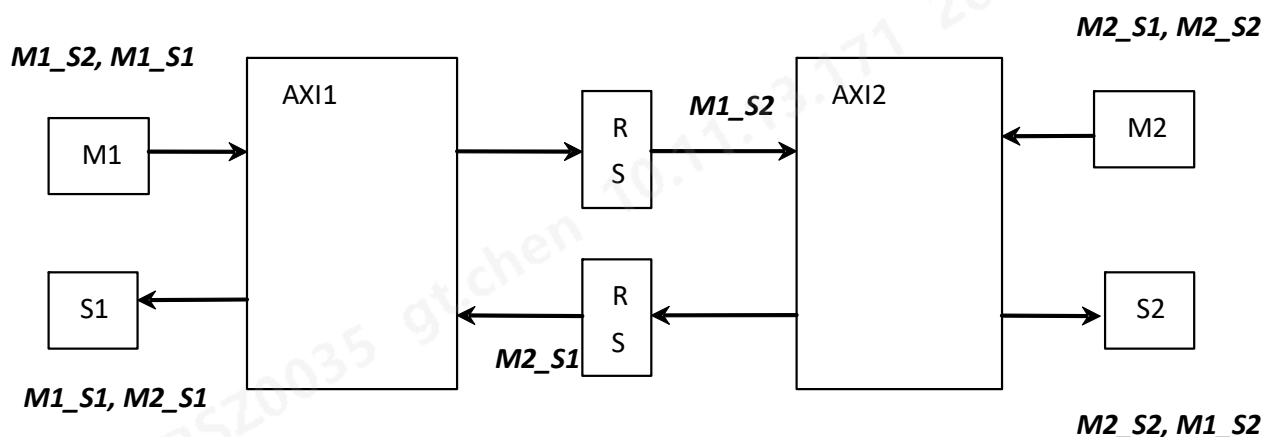 M2_S1, M2_S2
M1_S2, M1_S1
AXI1
AXI2
R
S
M1_S2
M1
M2
R
S
S1
S2
M2_S1
M1_S1, M2_S1
M2_S2, M1_S2